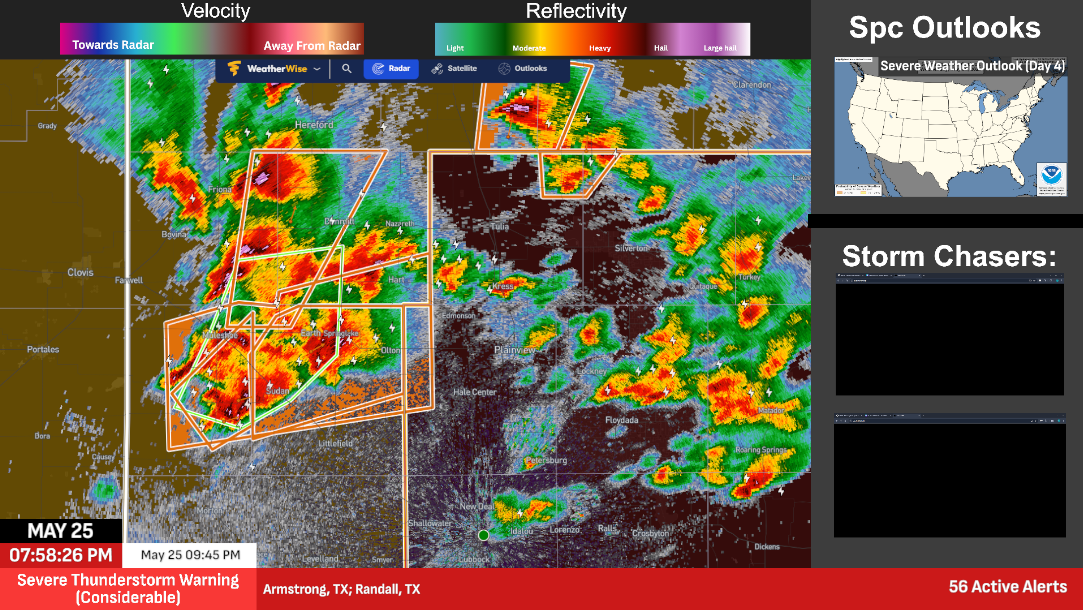 Velocity
Towards Radar
Away From Radar
Reflectivity
Light
Moderate
Heavy
Hail
Large hail
WeatherWise
Radar
Satellite
Outlooks
Spc Outlooks
Severe Weather Outlook (Day 4)
Storm Chasers:
Grady
Hereford
Clarendon
Friona
Bovina
Nazareth
Tulia
Silverton
Clovis
Farwell
Hart
Kress
Turkey
Edmonson
Portales
Earth
Olton
Plainview
Lockney
Sudan
Hale Center
Floydada
Matador
Dora
Causey
Littlefield
Petersburg
Roaring Springs
Morton
New Deal
Shallowater
Idalou
Lorenzo
Ralls
Crosbyton
Levelland
Smyer
Lubbock
Dickens
MAY 25
07:58:26 PM
May 25 09:45 PM
Severe Thunderstorm Warning
(Considerable)
Armstrong, TX; Randall, TX
56 Active Alerts